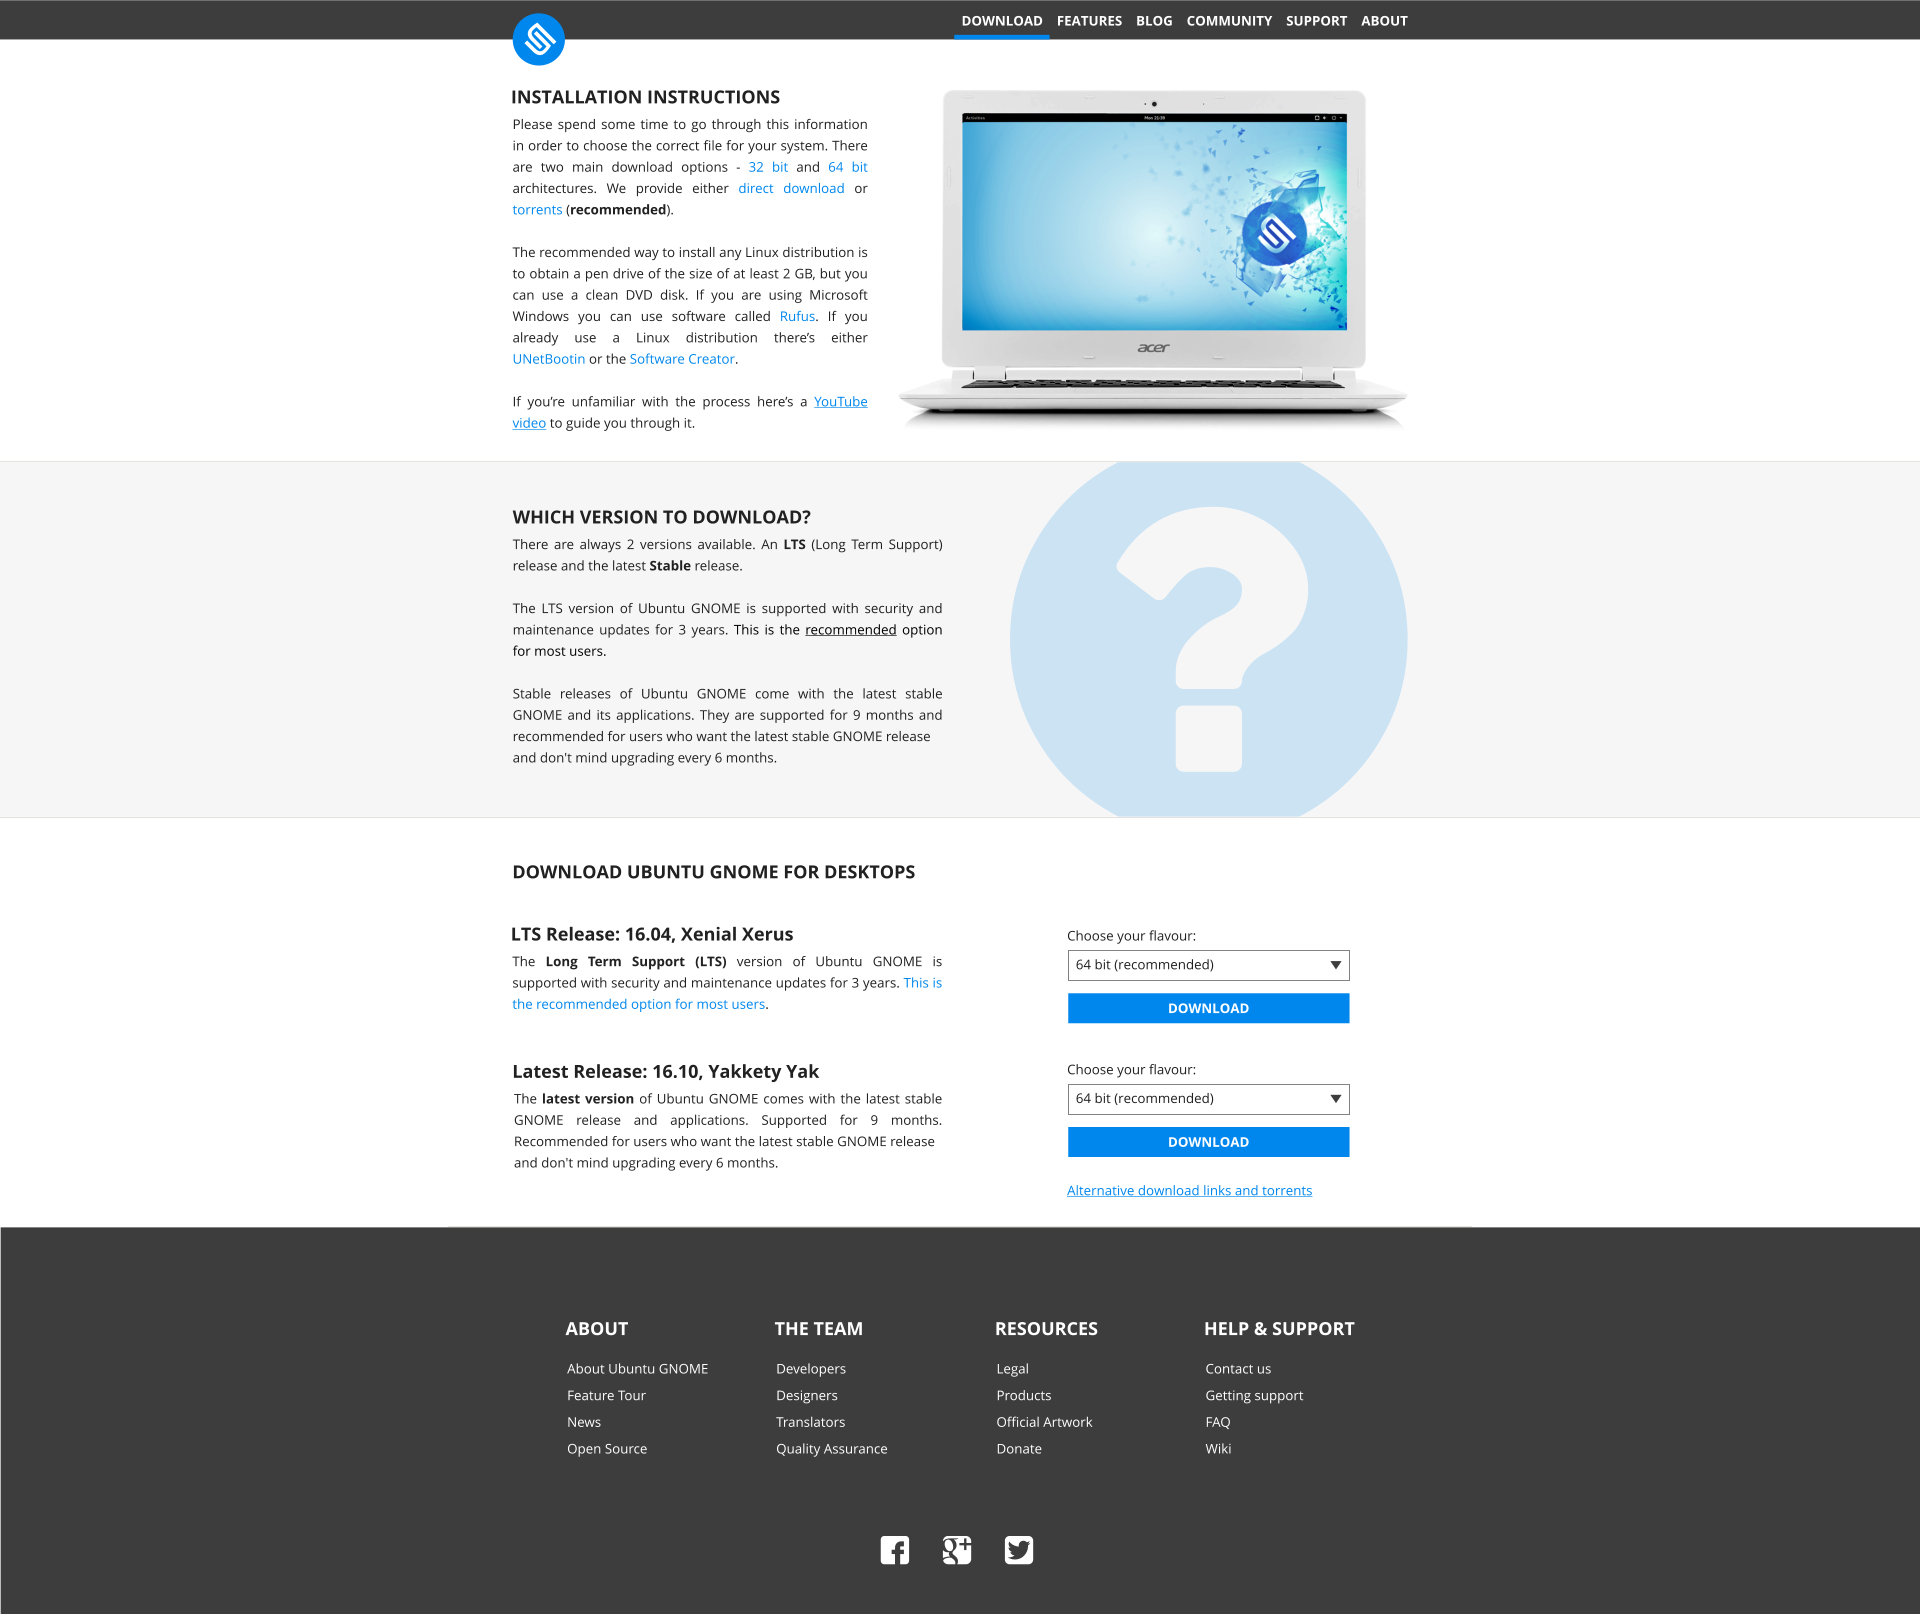 DOWNLOAD FEATURES BLOG COMMUNITY SUPPORT ABOUT
INSTALLATION INSTRUCTIONS
Please spend some time to go through this information
in order to choose the correct file for your system. There
are two main download options - 32 bit and 64 bit
architectures. We provide either direct download or
torrents (recommended).
The recommended way to install any Linux distribution is
to obtain a pen drive of the size of at least 2 GB, but you
can use a clean DVD disk. If you are using Microsoft
Windows you can use software called Rufus. If you
already use a Linux distribution there’s either
UNetBootin or the Software Creator.
If you’re unfamiliar with the process here’s a YouTube
video to guide you through it.
Activities
Mon 21:39
acer
WHICH VERSION TO DOWNLOAD?
There are always 2 versions available. An LTS (Long Term Support)
release and the latest Stable release.
The LTS version of Ubuntu GNOME is supported with security and
maintenance updates for 3 years. This is the recommended option
for most users.
Stable releases of Ubuntu GNOME come with the latest stable
GNOME and its applications. They are supported for 9 months and
recommended for users who want the latest stable GNOME release
and don't mind upgrading every 6 months.
?
DOWNLOAD UBUNTU GNOME FOR DESKTOPS
LTS Release: 16.04, Xenial Xerus
The Long Term Support (LTS) version of Ubuntu GNOME is
supported with security and maintenance updates for 3 years. This is
the recommended option for most users.
Choose your flavour:
64 bit (recommended)
DOWNLOAD
Latest Release: 16.10, Yakkety Yak
The latest version of Ubuntu GNOME comes with the latest stable
GNOME release and applications. Supported for 9 months.
Recommended for users who want the latest stable GNOME release
and don't mind upgrading every 6 months.
Choose your flavour:
64 bit (recommended)
DOWNLOAD
Alternative download links and torrents
ABOUT
About Ubuntu GNOME
Feature Tour
News
Open Source
THE TEAM
Developers
Designers
Translators
Quality Assurance
RESOURCES
Legal
Products
Official Artwork
Donate
HELP & SUPPORT
Contact us
Getting support
FAQ
Wiki